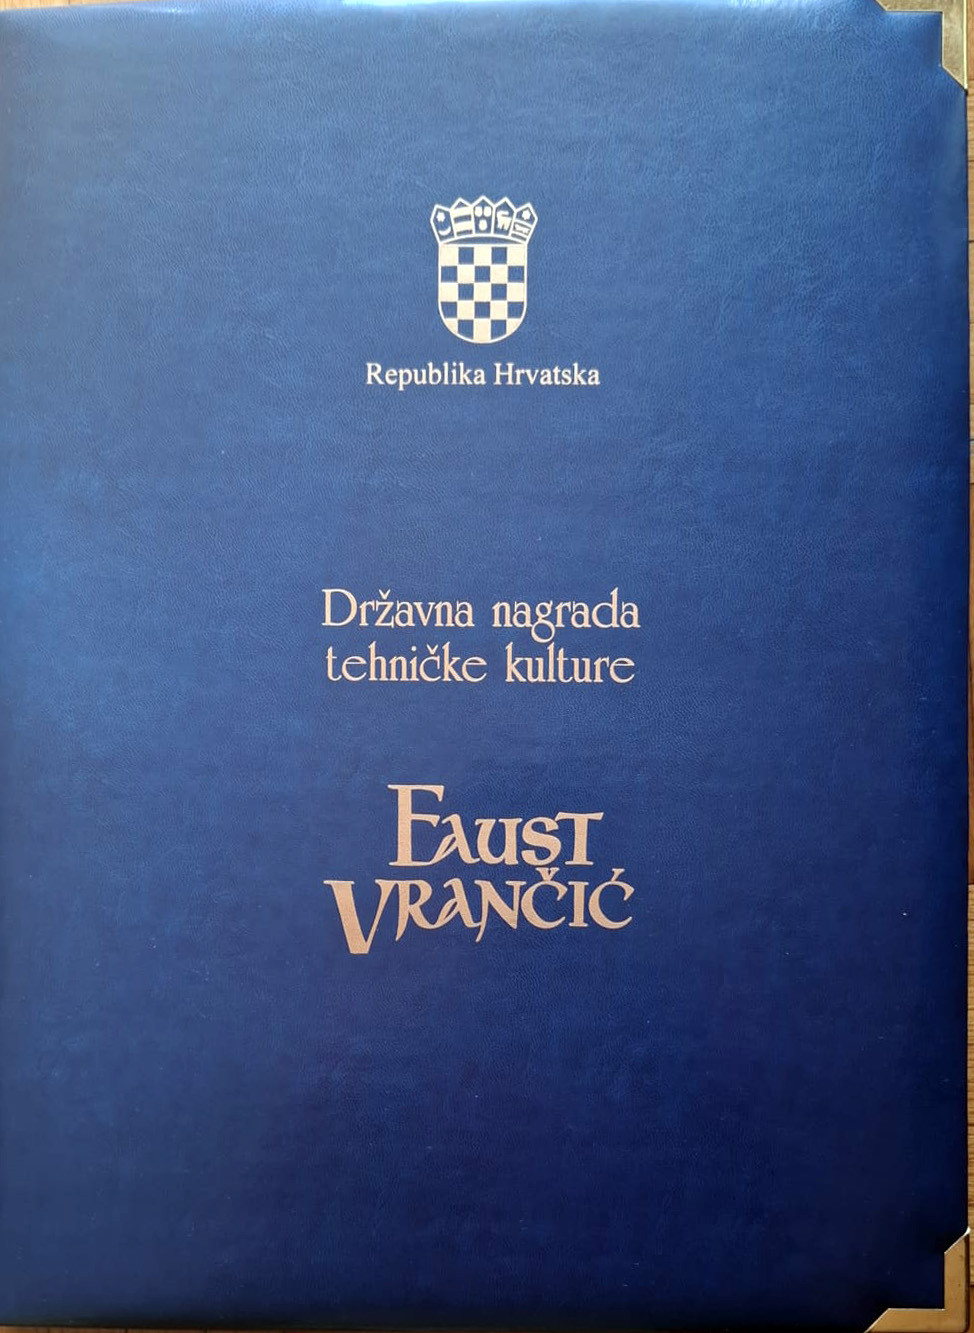 Republika Hrvatska
Državna nagrada
tehničke kulture
FAUST
VRANČIĆ